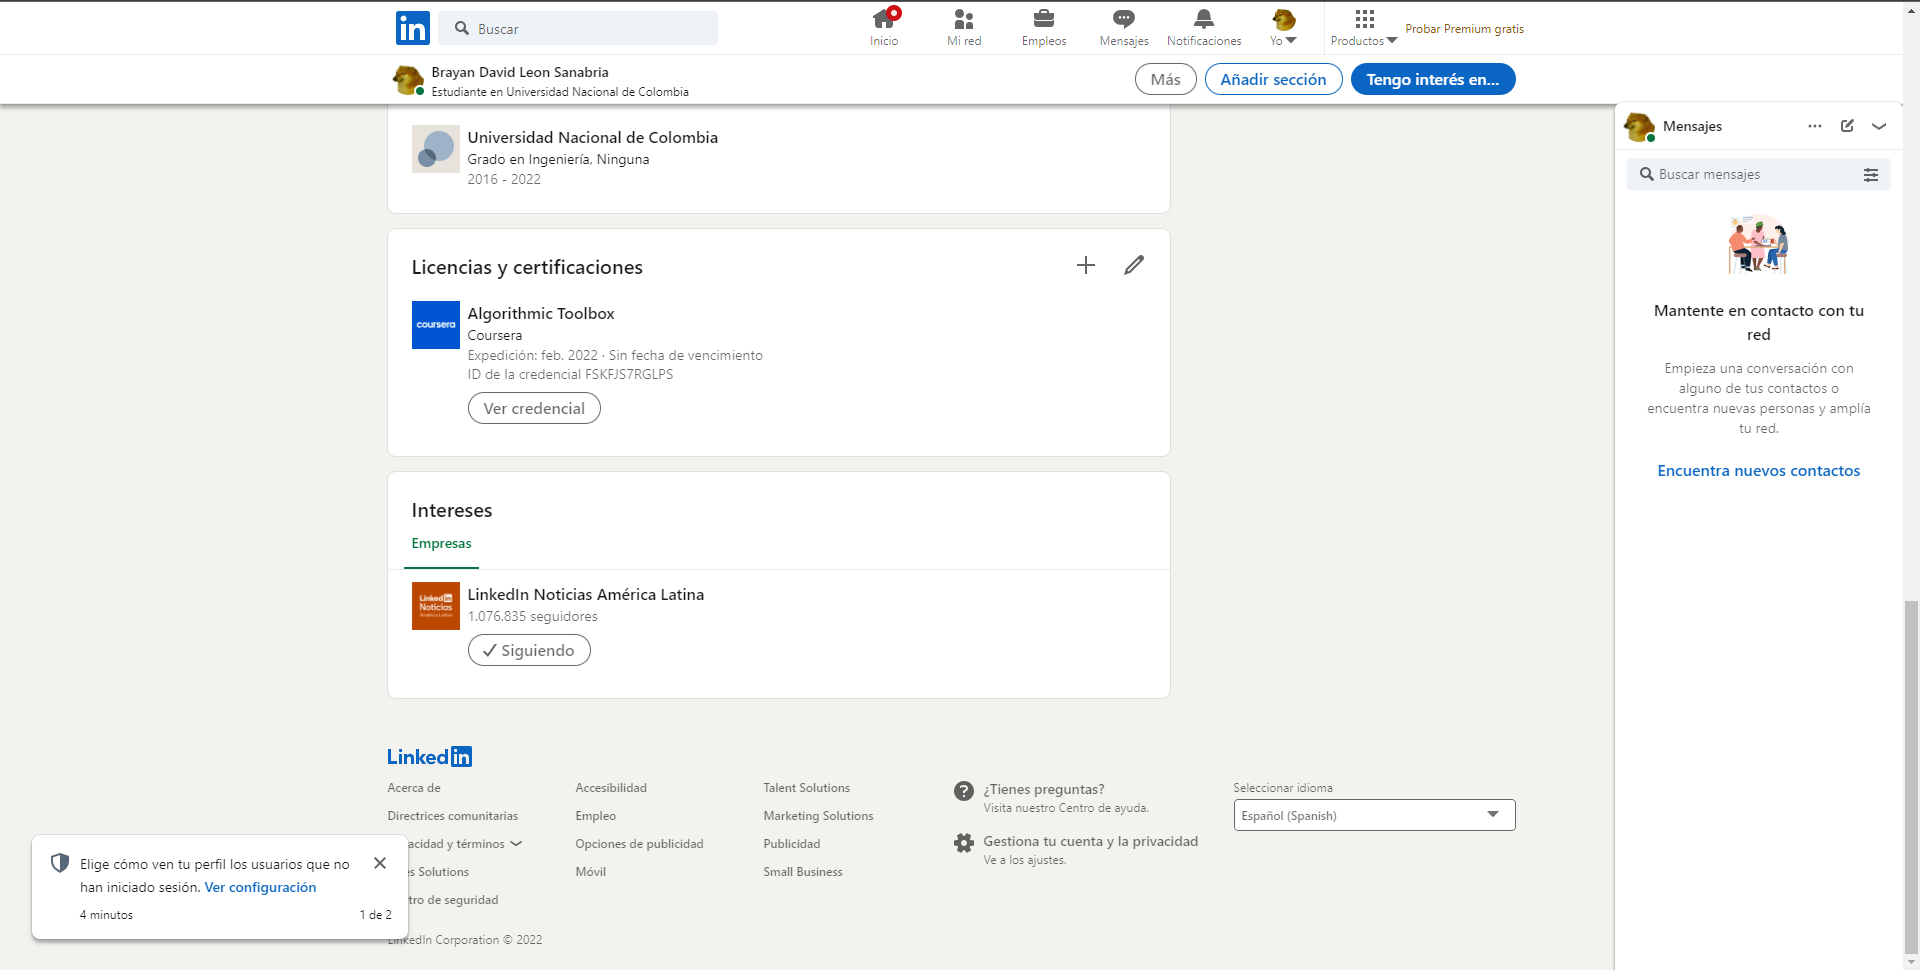 in
Buscar
Inicio
Mi red
Empleos
Mensajes
Notificaciones
Yo
Productos
Probar Premium gratis
Brayan David Leon Sanabria
Estudiante en Universidad Nacional de Colombia
Más
Añadir sección
Tengo interés en...
Universidad Nacional de Colombia
Grado en Ingeniería, Ninguna
2016 - 2022
Licencias y certificaciones
coursera
Algorithmic Toolbox
Coursera
Expedición: feb. 2022 · Sin fecha de vencimiento
ID de la credencial FSKFJS7RGLPS
Ver credencial
Intereses
Empresas
LinkedIn
Noticias
América Latina
LinkedIn Noticias América Latina
1.076.835 seguidores
Siguiendo
Mensajes
Buscar mensajes
Mantente en contacto con tu
red
Empieza una conversación con
alguno de tus contactos o
encuentra nuevas personas y amplía
tu red.
Encuentra nuevos contactos
LinkedIn
Acerca de
Accesibilidad
Talent Solutions
Directrices comunitarias
Empleo
Marketing Solutions
acidad y términos
Opciones de publicidad
Publicidad
es Solutions
Móvil
Small Business
tro de seguridad
¿Tienes preguntas?
Visita nuestro Centro de ayuda.
Gestiona tu cuenta y la privacidad
Ve a los ajustes.
Seleccionar idioma
Español (Spanish)
LinkedIn Corporation © 2022
Elige cómo ven tu perfil los usuarios que no
han iniciado sesión. Ver configuración
4 minutos
1 de 2